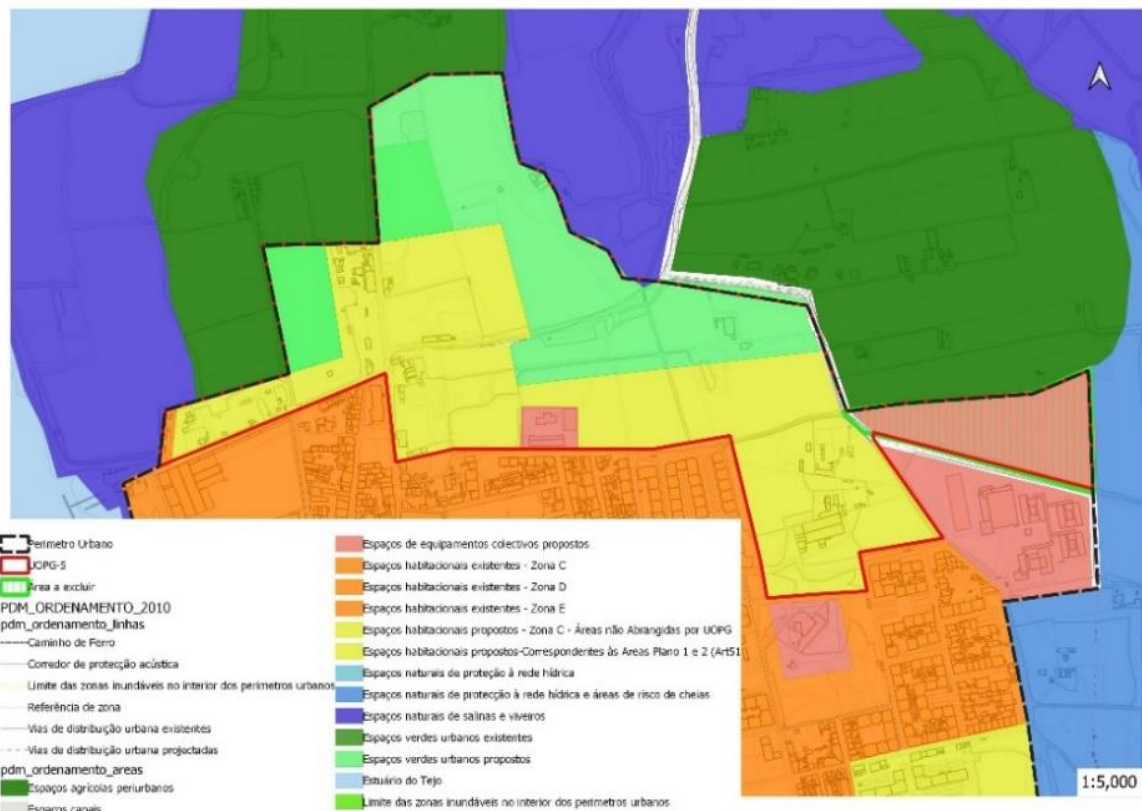 Perímetro Urbano
UOPG-5
Área a excluir
PDM_ORDENAMENTO_2010
pdm_ordenamento_linhas
Caminho de Ferro
Corredor de protecção acústica
Limite das zonas inundáveis no interior dos perímetros urbanos
Referência de zona
Vias de distribuição urbana existentes
Vias de distribuição urbana projectadas
pdm_ordenamento_areas
Espaços agrícolas periurbanos
Espaços canais
Espaços de equipamentos colectivos propostos
Espaços habitacionais existentes - Zona C
Espaços habitacionais existentes - Zona D
Espaços habitacionais existentes - Zona E
Espaços habitacionais propostos - Zona C - Áreas não Abrangidas por UOPG
Espaços habitacionais propostos-Correspondentes às Áreas Plano 1 e 2 (Art51
Espaços naturais de proteção à rede hídrica
Espaços naturais de protecção à rede hídrica e áreas de risco de cheias
Espaços naturais de salinas e viveiros
Espaços verdes urbanos existentes
Espaços verdes urbanos propostos
Estuário do Tejo
Limite das zonas inundáveis no interior dos perímetros urbanos
1:5,000